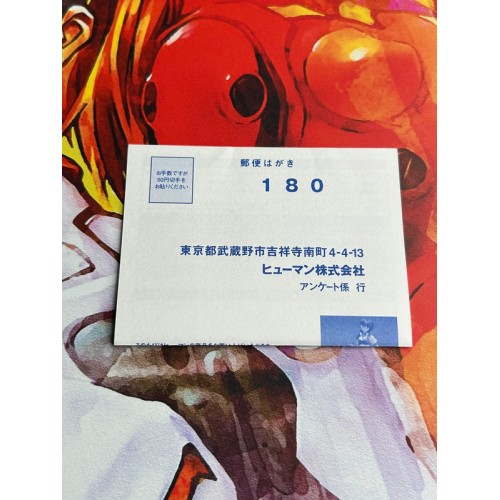 郵便はがき
お手数ですが
50円切手を
お貼りください
180
東京都武蔵野市吉祥寺南町4-4-13
ヒューマン株式会社
アンケート係 行